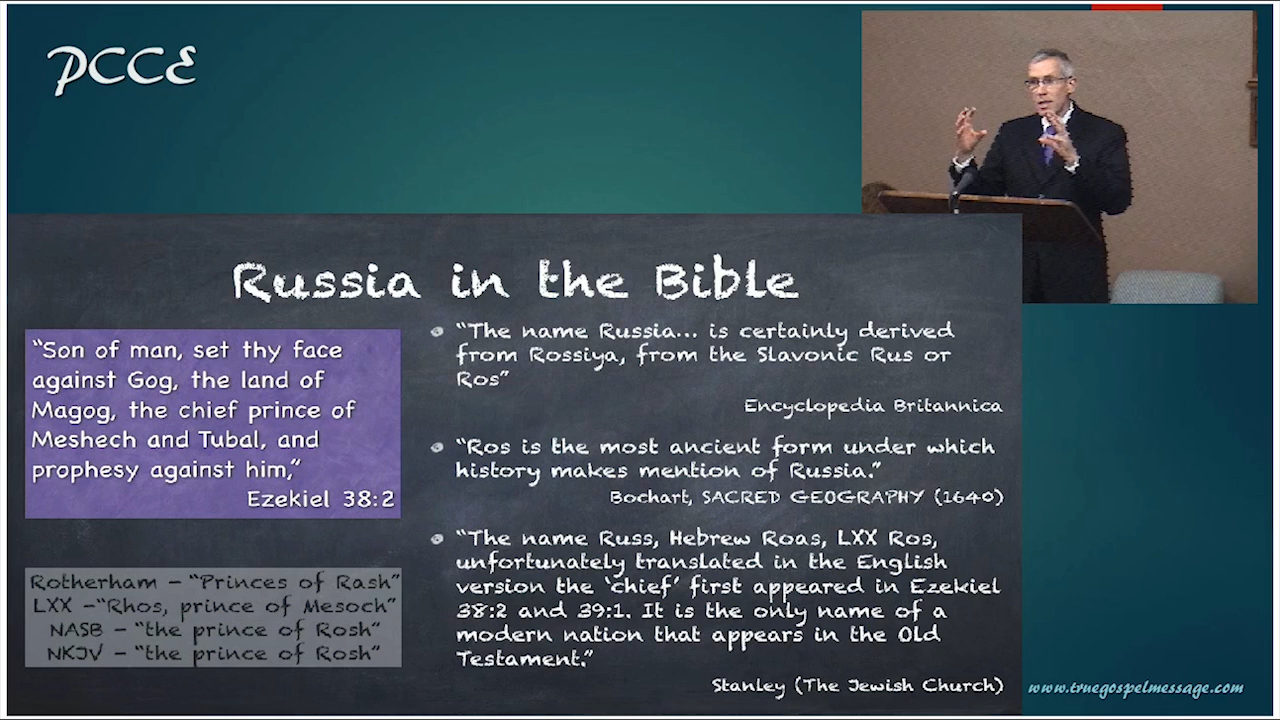 PCCE
Russia in the Bible
“Son of man, set thy face
against Gog, the land of
Magog, the chief prince of
Meshech and Tubal, and
prophesy against him,”
Ezekiel 38:2
Rotherham – “Princes of Rash”
LXX –“Rhos, prince of Mesoch”
NASB – “the prince of Rosh”
NKJV – “the prince of Rosh”
“The name Russia… is certainly derived
from Rossiya, from the Slavonic Rus or
Ros”
Encyclopedia Britannica
“Ros is the most ancient form under which
history makes mention of Russia.”
Bochart, SACRED GEOGRAPHY (1640)
“The name Russ, Hebrew Roas, LXX Ros,
unfortunately translated in the English
version the ‘chief’ first appeared in Ezekiel
38:2 and 39:1. It is the only name of a
modern nation that appears in the Old
Testament.”
Stanley (The Jewish Church)
www.truegospelmessage.com